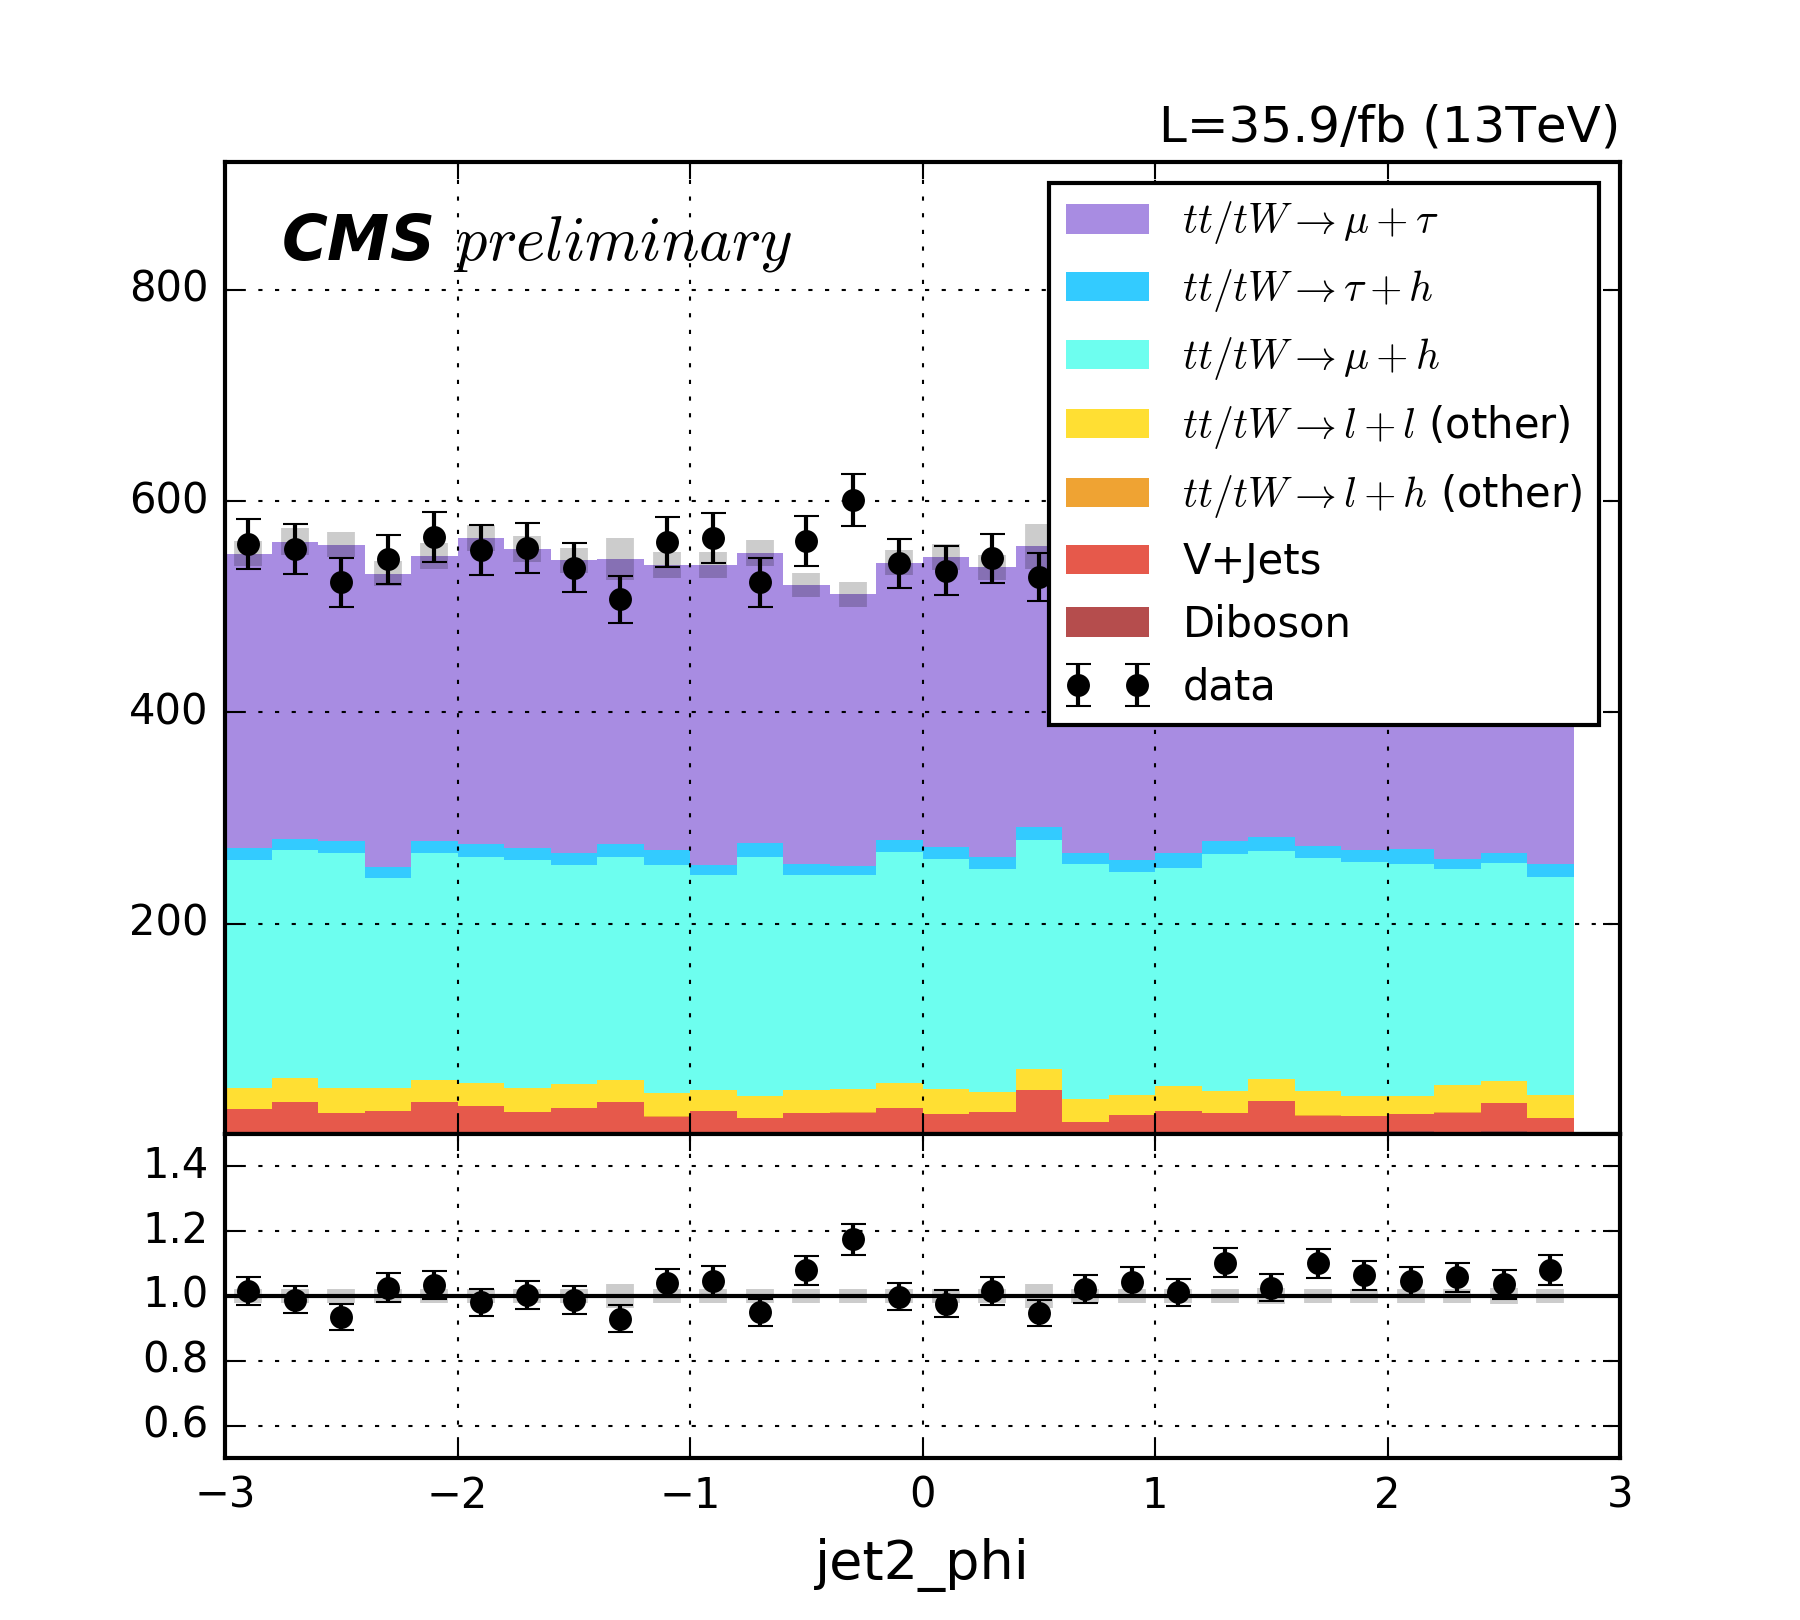 L=35.9/fb (13TeV)
CMS preliminary
tt/tW→μ+τ
tt/tW→τ+h
tt/tW→μ+h
tt/tW→l+l (other)
tt/tW→l+h (other)
V+Jets
Diboson
data
800
600
400
200
1.4
1.2
1.0
0.8
0.6
−3 −2 −1 0 1 2 3
jet2_phi